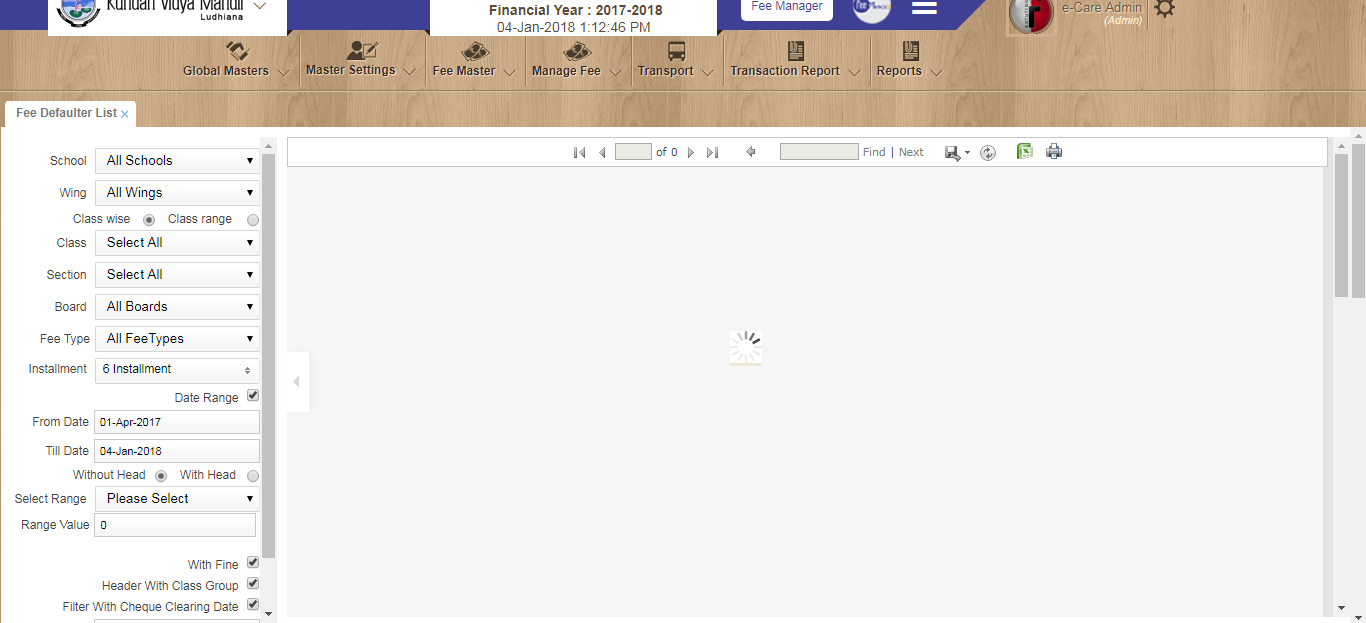 Kundan Vidya Mandir
Ludhiana
Financial Year : 2017-2018
04-Jan-2018 1:12:46 PM
Fee Manager
e-Care Admin
(Admin)
Global Masters
Master Settings
Fee Master
Manage Fee
Transport
Transaction Report
Reports
Fee Defaulter List ×
of 0
Find | Next
School All Schools
Wing All Wings
Class wise Class range
Class Select All
Section Select All
Board All Boards
Fee Type All FeeTypes
Installment 6 Installment
Date Range
From Date 01-Apr-2017
Till Date 04-Jan-2018
Without Head With Head
Select Range Please Select
Range Value 0
With Fine
Header With Class Group
Filter With Cheque Clearing Date